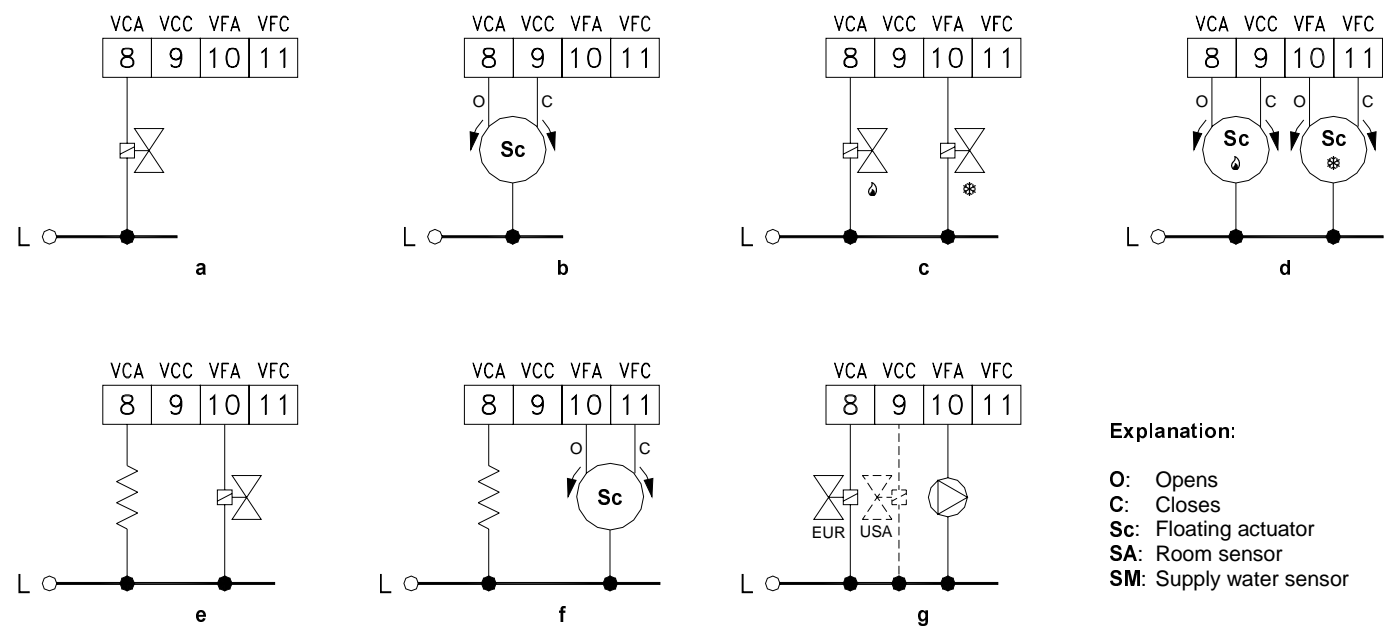 VCA VCC VFA VFC
8 9 10 11
L
a
VCA VCC VFA VFC
8 9 10 11
O C
Sc
L
b
VCA VCC VFA VFC
8 9 10 11
L
c
VCA VCC VFA VFC
8 9 10 11
O C O C
Sc Sc
L
d
VCA VCC VFA VFC
8 9 10 11
L
e
VCA VCC VFA VFC
8 9 10 11
O C
Sc
L
f
VCA VCC VFA VFC
8 9 10 11
EUR USA
L
g
Explanation:
O: Opens
C: Closes
Sc: Floating actuator
SA: Room sensor
SM: Supply water sensor